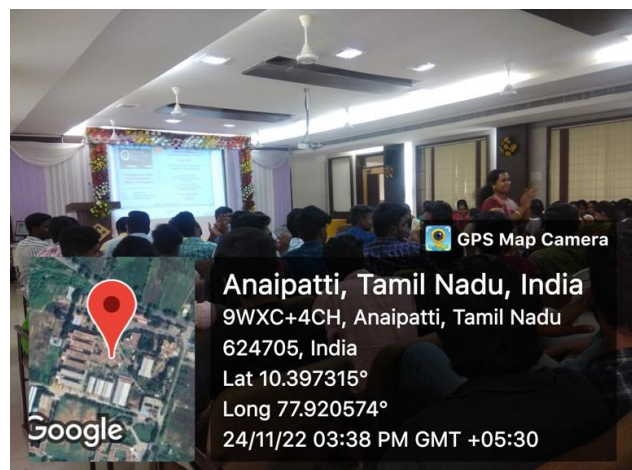 GPS Map Camera
Anaipatti, Tamil Nadu, India
9WXC+4CH, Anaipatti, Tamil Nadu
624705, India
Lat 10.397315°
Long 77.920574°
24/11/22 03:38 PM GMT +05:30
Google